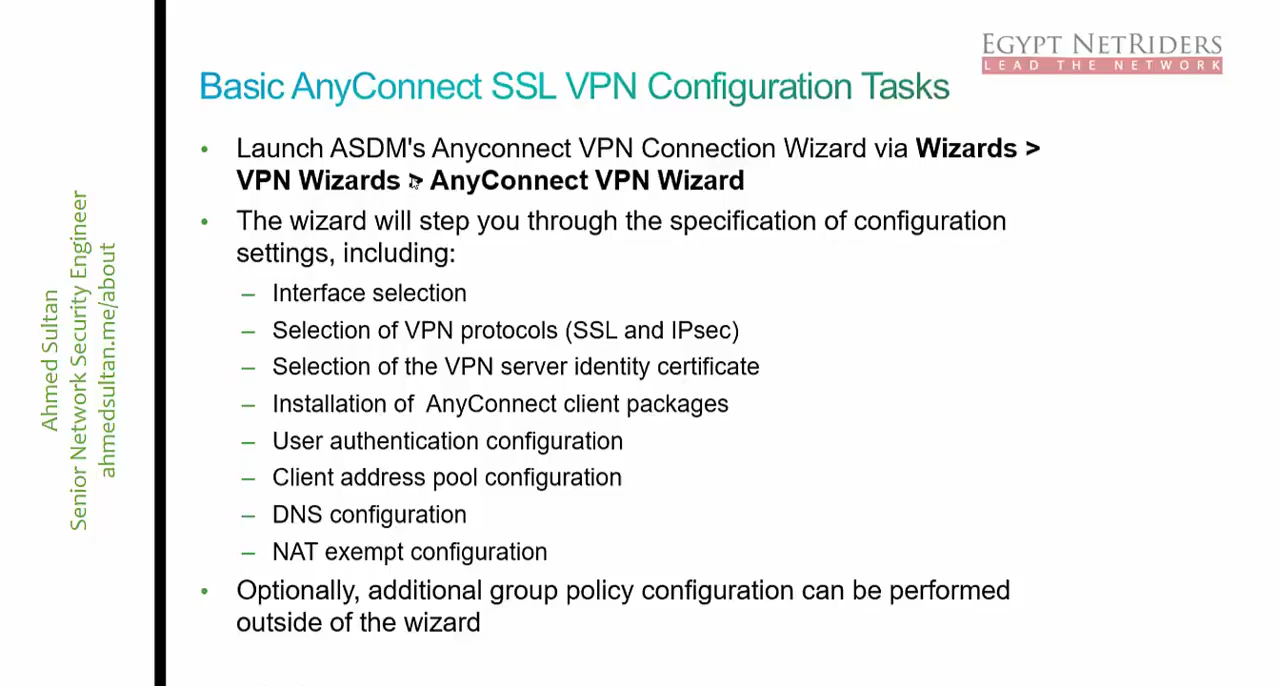 EGYPT NETRIDERS
LEAD THE NETWORK
Basic AnyConnect SSL VPN Configuration Tasks
• Launch ASDM's Anyconnect VPN Connection Wizard via Wizards >
VPN Wizards > AnyConnect VPN Wizard
• The wizard will step you through the specification of configuration
settings, including:
– Interface selection
– Selection of VPN protocols (SSL and IPsec)
– Selection of the VPN server identity certificate
– Installation of AnyConnect client packages
– User authentication configuration
– Client address pool configuration
– DNS configuration
– NAT exempt configuration
• Optionally, additional group policy configuration can be performed
outside of the wizard
Ahmed Sultan
Senior Network Security Engineer
ahmedsultan.me/about